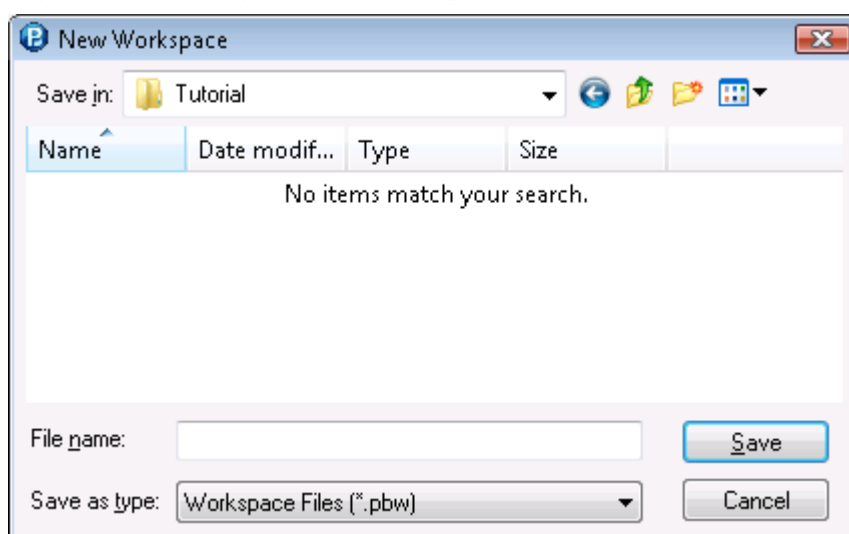 New Workspace
Save in: Tutorial
Name Date modif... Type Size
No items match your search.
File name: Save
Save as type: Workspace Files (*.pbw) Cancel